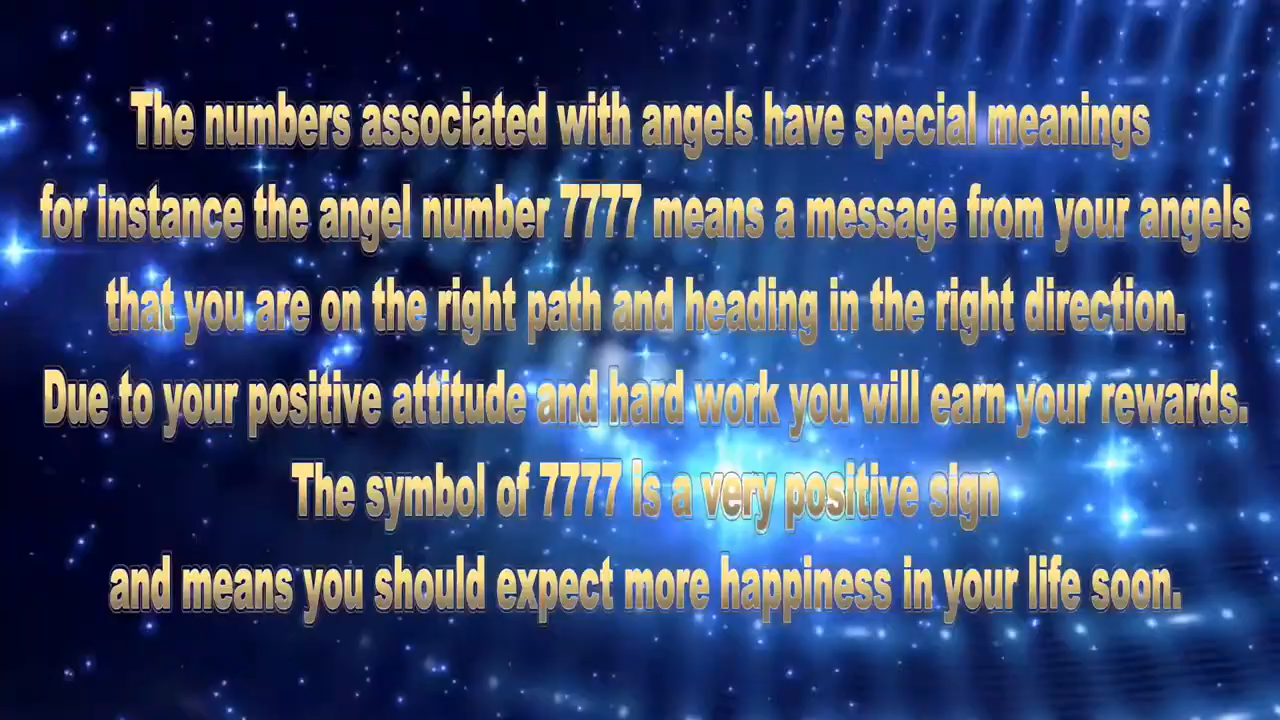 The numbers associated with angels have special meanings
for instance the angel number 7777 means a message from your angels
that you are on the right path and heading in the right direction.
Due to your positive attitude and hard work you will earn your rewards.
The symbol of 7777 is a very positive sign
and means you should expect more happiness in your life soon.